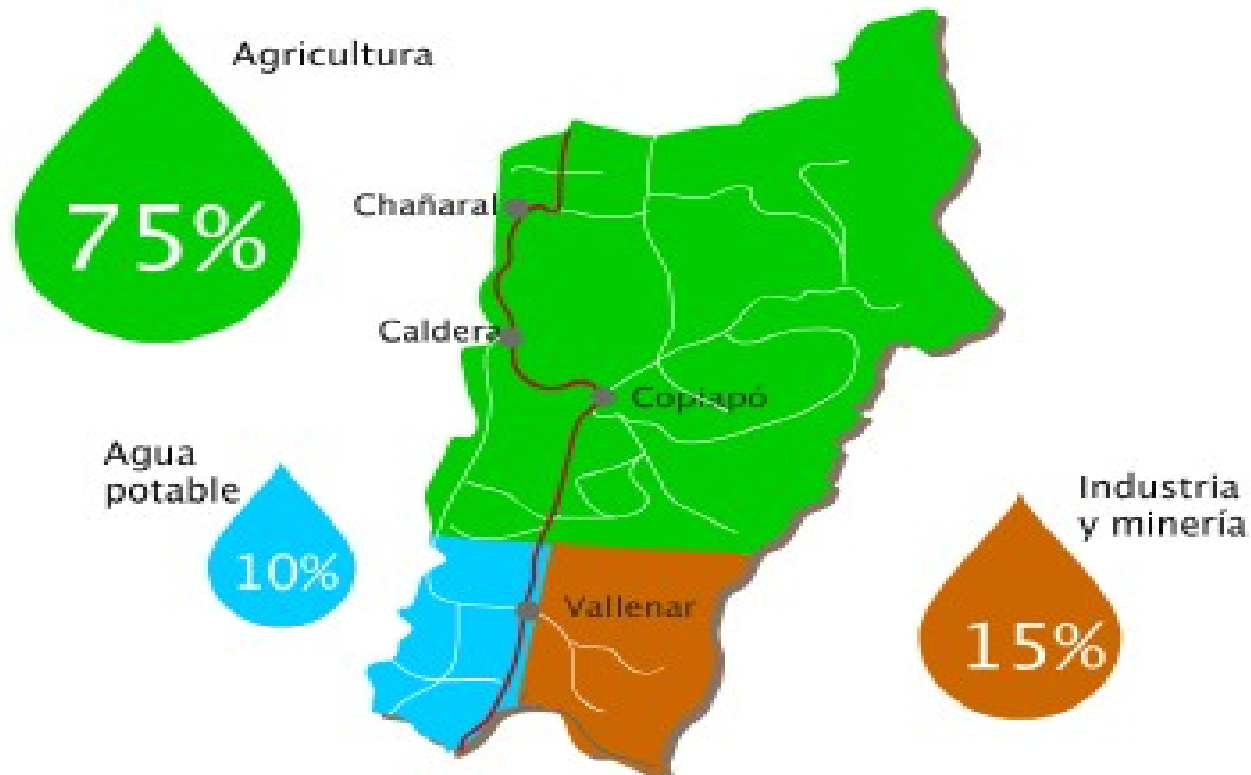 Agricultura
75%
Chañaral
Caldera
Copiapó
Agua
potable
10%
Industria
y minería
15%
Vallenar